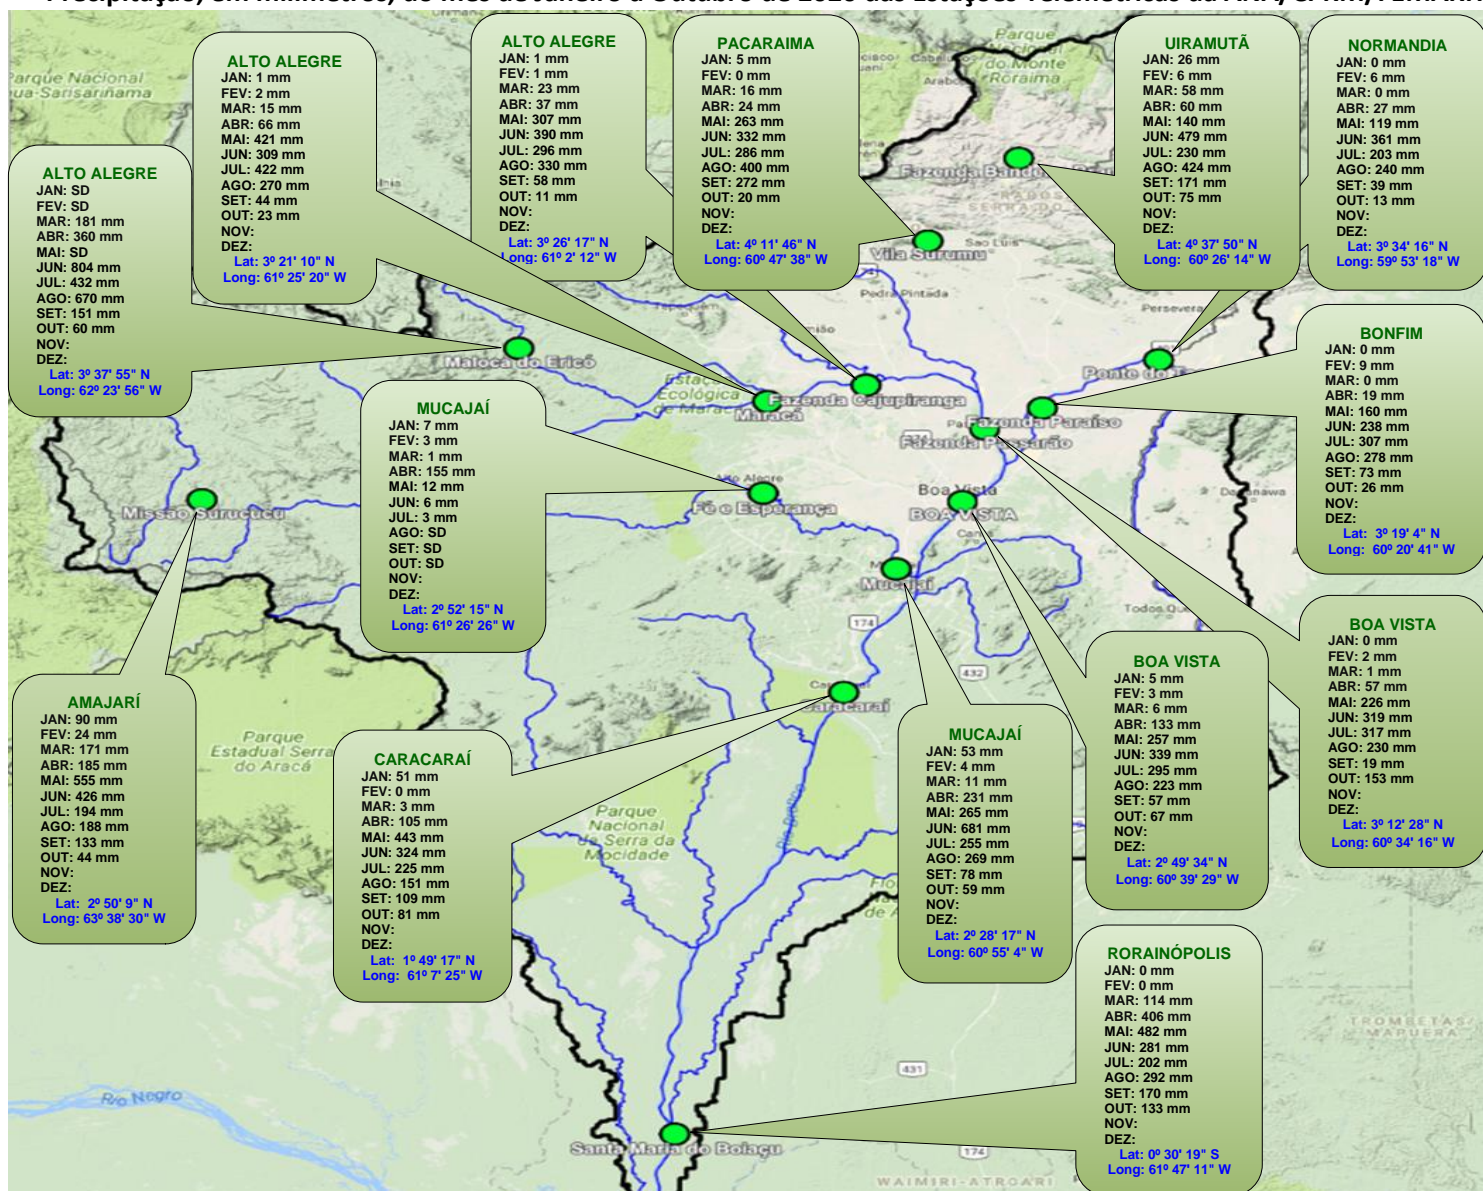 ALTO ALEGRE
JAN: SD
FEV: SD
MAR: 181 mm
ABR: 360 mm
MAI: SD
JUN: 804 mm
JUL: 432 mm
AGO: 670 mm
SET: 151 mm
OUT: 60 mm
NOV:
DEZ:
Lat: 3º 37' 55" N
Long: 62º 23' 56" W
ALTO ALEGRE
JAN: 1 mm
FEV: 2 mm
MAR: 15 mm
ABR: 66 mm
MAI: 421 mm
JUN: 309 mm
JUL: 422 mm
AGO: 270 mm
SET: 44 mm
OUT: 23 mm
NOV:
DEZ:
Lat: 3º 21' 10" N
Long: 61º 25' 20" W
ALTO ALEGRE
JAN: 1 mm
FEV: 1 mm
MAR: 23 mm
ABR: 37 mm
MAI: 307 mm
JUN: 390 mm
JUL: 296 mm
AGO: 330 mm
SET: 58 mm
OUT: 11 mm
NOV:
DEZ:
Lat: 3º 26' 17" N
Long: 61º 2' 12" W
PACARAIMA
JAN: 5 mm
FEV: 0 mm
MAR: 16 mm
ABR: 24 mm
MAI: 263 mm
JUN: 332 mm
JUL: 286 mm
AGO: 400 mm
SET: 272 mm
OUT: 20 mm
NOV:
DEZ:
Lat: 4º 11' 46" N
Long: 60º 47' 38" W
UIRAMUTÃ
JAN: 26 mm
FEV: 6 mm
MAR: 58 mm
ABR: 60 mm
MAI: 140 mm
JUN: 479 mm
JUL: 230 mm
AGO: 424 mm
SET: 171 mm
OUT: 75 mm
NOV:
DEZ:
Lat: 4º 37' 50" N
Long: 60º 26' 14" W
NORMANDIA
JAN: 0 mm
FEV: 6 mm
MAR: 0 mm
ABR: 27 mm
MAI: 119 mm
JUN: 361 mm
JUL: 203 mm
AGO: 240 mm
SET: 39 mm
OUT: 13 mm
NOV:
DEZ:
Lat: 3º 34' 16" N
Long: 59º 53' 18" W
BONFIM
JAN: 0 mm
FEV: 9 mm
MAR: 0 mm
ABR: 19 mm
MAI: 160 mm
JUN: 238 mm
JUL: 307 mm
AGO: 278 mm
SET: 73 mm
OUT: 26 mm
NOV:
DEZ:
Lat: 3º 19' 4" N
Long: 60º 20' 41" W
MUCAJAÍ
JAN: 7 mm
FEV: 3 mm
MAR: 1 mm
ABR: 155 mm
MAI: 12 mm
JUN: 6 mm
JUL: 3 mm
AGO: SD
SET: SD
OUT: SD
NOV:
DEZ:
Lat: 2º 52' 15" N
Long: 61º 26' 26" W
BOA VISTA
JAN: 0 mm
FEV: 2 mm
MAR: 1 mm
ABR: 57 mm
MAI: 226 mm
JUN: 319 mm
JUL: 317 mm
AGO: 230 mm
SET: 19 mm
OUT: 153 mm
NOV:
DEZ:
Lat: 3º 12' 28" N
Long: 60º 34' 16" W
BOA VISTA
JAN: 5 mm
FEV: 3 mm
MAR: 6 mm
ABR: 133 mm
MAI: 257 mm
JUN: 339 mm
JUL: 295 mm
AGO: 223 mm
SET: 57 mm
OUT: 67 mm
NOV:
DEZ:
Lat: 2º 49' 34" N
Long: 60º 39' 29" W
AMAJARÍ
JAN: 90 mm
FEV: 24 mm
MAR: 171 mm
ABR: 185 mm
MAI: 555 mm
JUN: 426 mm
JUL: 194 mm
AGO: 188 mm
SET: 133 mm
OUT: 44 mm
NOV:
DEZ:
Lat: 2º 50' 9" N
Long: 63º 38' 30" W
CARACARAÍ
JAN: 51 mm
FEV: 0 mm
MAR: 3 mm
ABR: 105 mm
MAI: 443 mm
JUN: 324 mm
JUL: 225 mm
AGO: 151 mm
SET: 109 mm
OUT: 81 mm
NOV:
DEZ:
Lat: 1º 49' 17" N
Long: 61º 7' 25" W
MUCAJAÍ
JAN: 53 mm
FEV: 4 mm
MAR: 11 mm
ABR: 231 mm
MAI: 265 mm
JUN: 681 mm
JUL: 255 mm
AGO: 269 mm
SET: 78 mm
OUT: 59 mm
NOV:
DEZ:
Lat: 2º 28' 17" N
Long: 60º 55' 4" W
RORAINÓPOLIS
JAN: 0 mm
FEV: 0 mm
MAR: 114 mm
ABR: 406 mm
MAI: 482 mm
JUN: 281 mm
JUL: 202 mm
AGO: 292 mm
SET: 170 mm
OUT: 133 mm
NOV:
DEZ:
Lat: 0º 30' 19" S
Long: 61º 47' 11" W
Parque Nacional
Parque
do Monte
Roraima
Vila Surumu
Pedra Pintada
Maloca do Ericó
Estação
Ecológica
Maracá
Fazenda Cajupiranga
Fazenda Paraíso
Fazenda Passarão
Missão Surucucu
Fé e Esperança
Boa Vista
BOA VISTA
Mucajaí
174
432
Caracaraí
Parque
Estadual Serra
do Aracá
Parque
Nacional
da Serra da
Mocidade
Rio Branco
Rio Negro
431
174
Santa Maria do Boiaçu
TROMBETAS/
MAPUERA
WAIMIRI-ATROARI